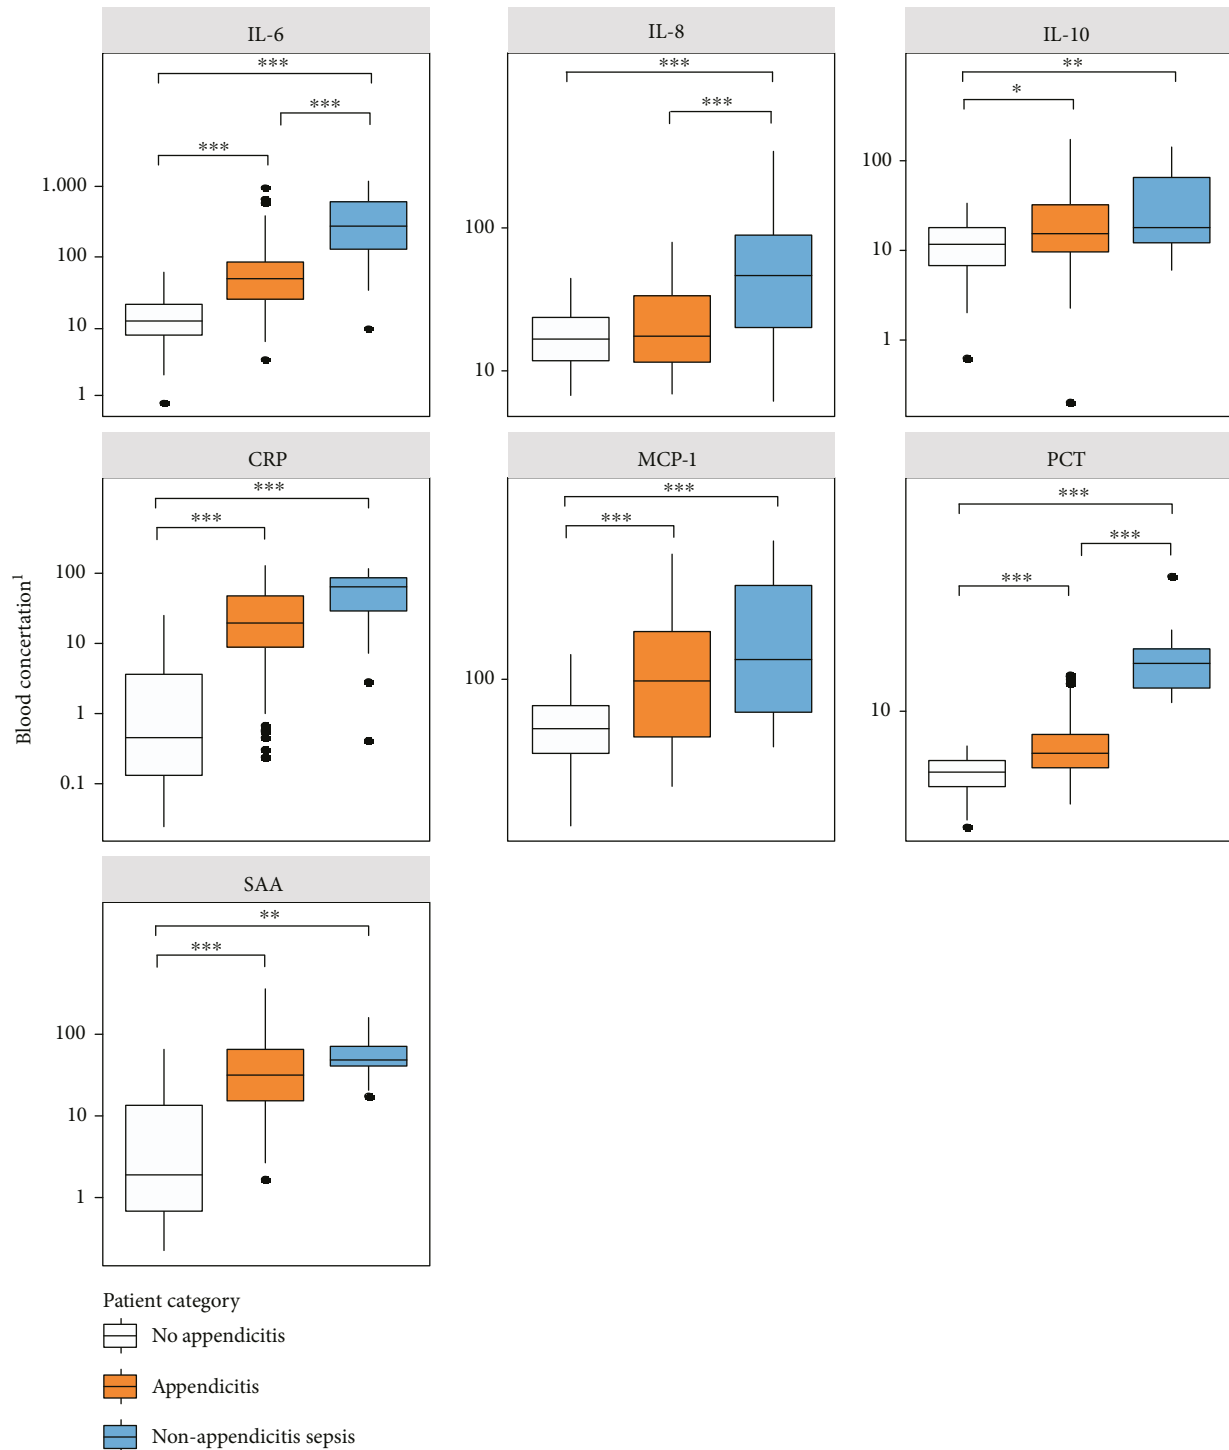 IL-6
IL-8
IL-10
***
***
***
1.000
100
10
1
***
***
100
10
**
*
100
10
1
CRP
MCP-1
PCT
***
***
100
10
1
0.1
***
***
100
***
***
***
10
Blood concertation¹
SAA
**
***
100
10
1
Patient category
No appendicitis
Appendicitis
Non-appendicitis sepsis